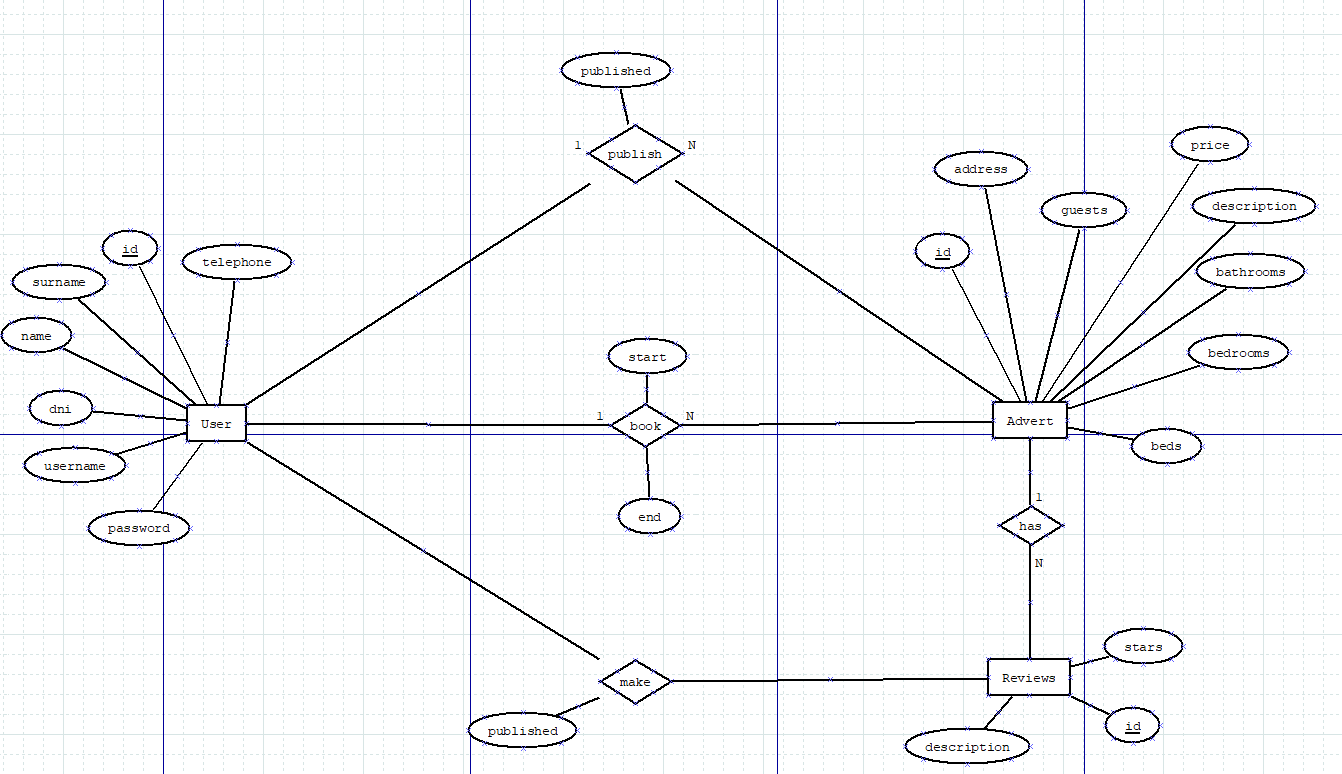 published
1
publish
N
price
address
description
guests
id
id
telephone
surname
bathrooms
name
start
bedrooms
dni
User
1
book
N
Advert
beds
username
password
end
1
has
N
stars
make
Reviews
published
id
description